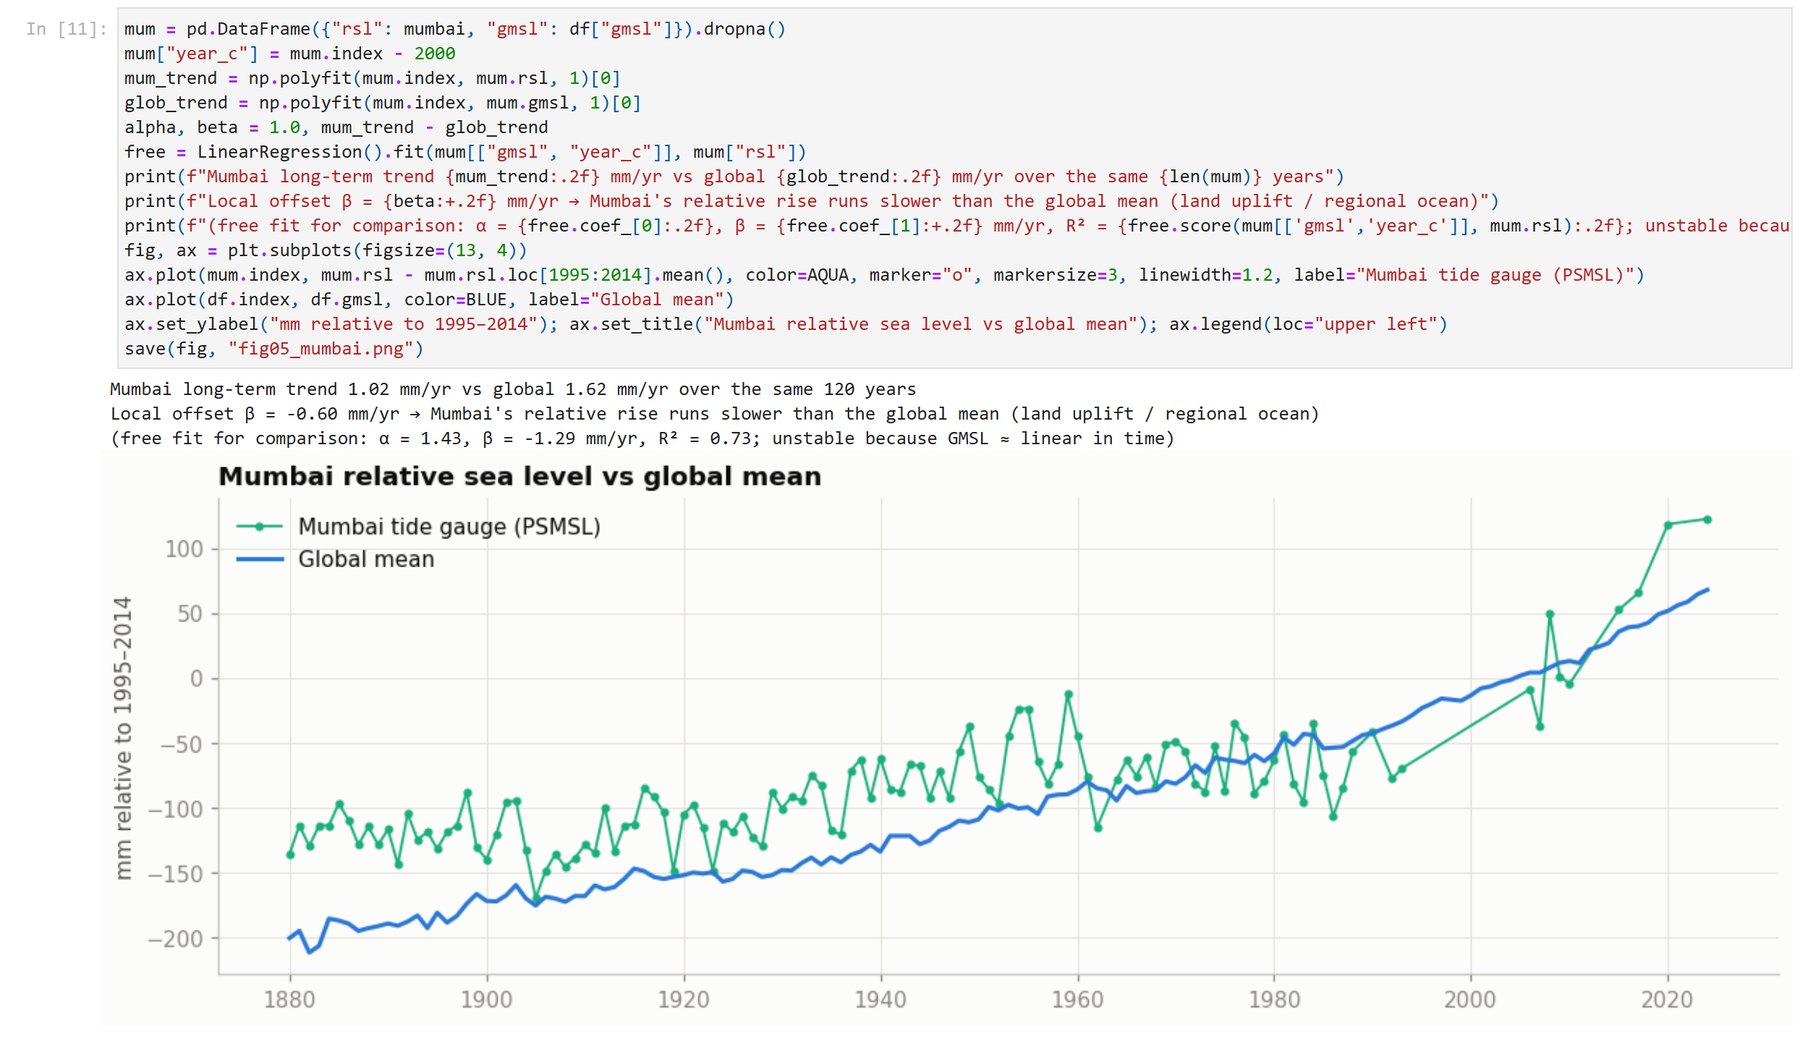 In [11]:
mum = pd.DataFrame({"rsl": mumbai, "gmsl": df["gmsl"]}).dropna()
mum["year_c"] = mum.index - 2000
mum_trend = np.polyfit(mum.index, mum.rsl, 1)[0]
glob_trend = np.polyfit(mum.index, mum.gmsl, 1)[0]
alpha, beta = 1.0, mum_trend - glob_trend
free = LinearRegression().fit(mum[["gmsl", "year_c"]], mum["rsl"])
print(f"Mumbai long-term trend {mum_trend:.2f} mm/yr vs global {glob_trend:.2f} mm/yr over the same {len(mum)} years")
print(f"Local offset β = {beta:+.2f} mm/yr → Mumbai's relative rise runs slower than the global mean (land uplift / regional ocean)")
print(f"(free fit for comparison: α = {free.coef_[0]:.2f}, β = {free.coef_[1]:+.2f} mm/yr, R² = {free.score(mum[['gmsl','year_c']], mum.rsl):.2f}; unstable becau
fig, ax = plt.subplots(figsize=(13, 4))
ax.plot(mum.index, mum.rsl - mum.rsl.loc[1995:2014].mean(), color=AQUA, marker="o", markersize=3, linewidth=1.2, label="Mumbai tide gauge (PSMSL)")
ax.plot(df.index, df.gmsl, color=BLUE, label="Global mean")
ax.set_ylabel("mm relative to 1995–2014"); ax.set_title("Mumbai relative sea level vs global mean"); ax.legend(loc="upper left")
save(fig, "fig05_mumbai.png")
Mumbai long-term trend 1.02 mm/yr vs global 1.62 mm/yr over the same 120 years
Local offset β = -0.60 mm/yr → Mumbai's relative rise runs slower than the global mean (land uplift / regional ocean)
(free fit for comparison: α = 1.43, β = -1.29 mm/yr, R² = 0.73; unstable because GMSL ≈ linear in time)
Mumbai relative sea level vs global mean
Mumbai tide gauge (PSMSL)
Global mean
mm relative to 1995–2014
100
50
0
−50
−100
−150
−200
1880 1900 1920 1940 1960 1980 2000 2020